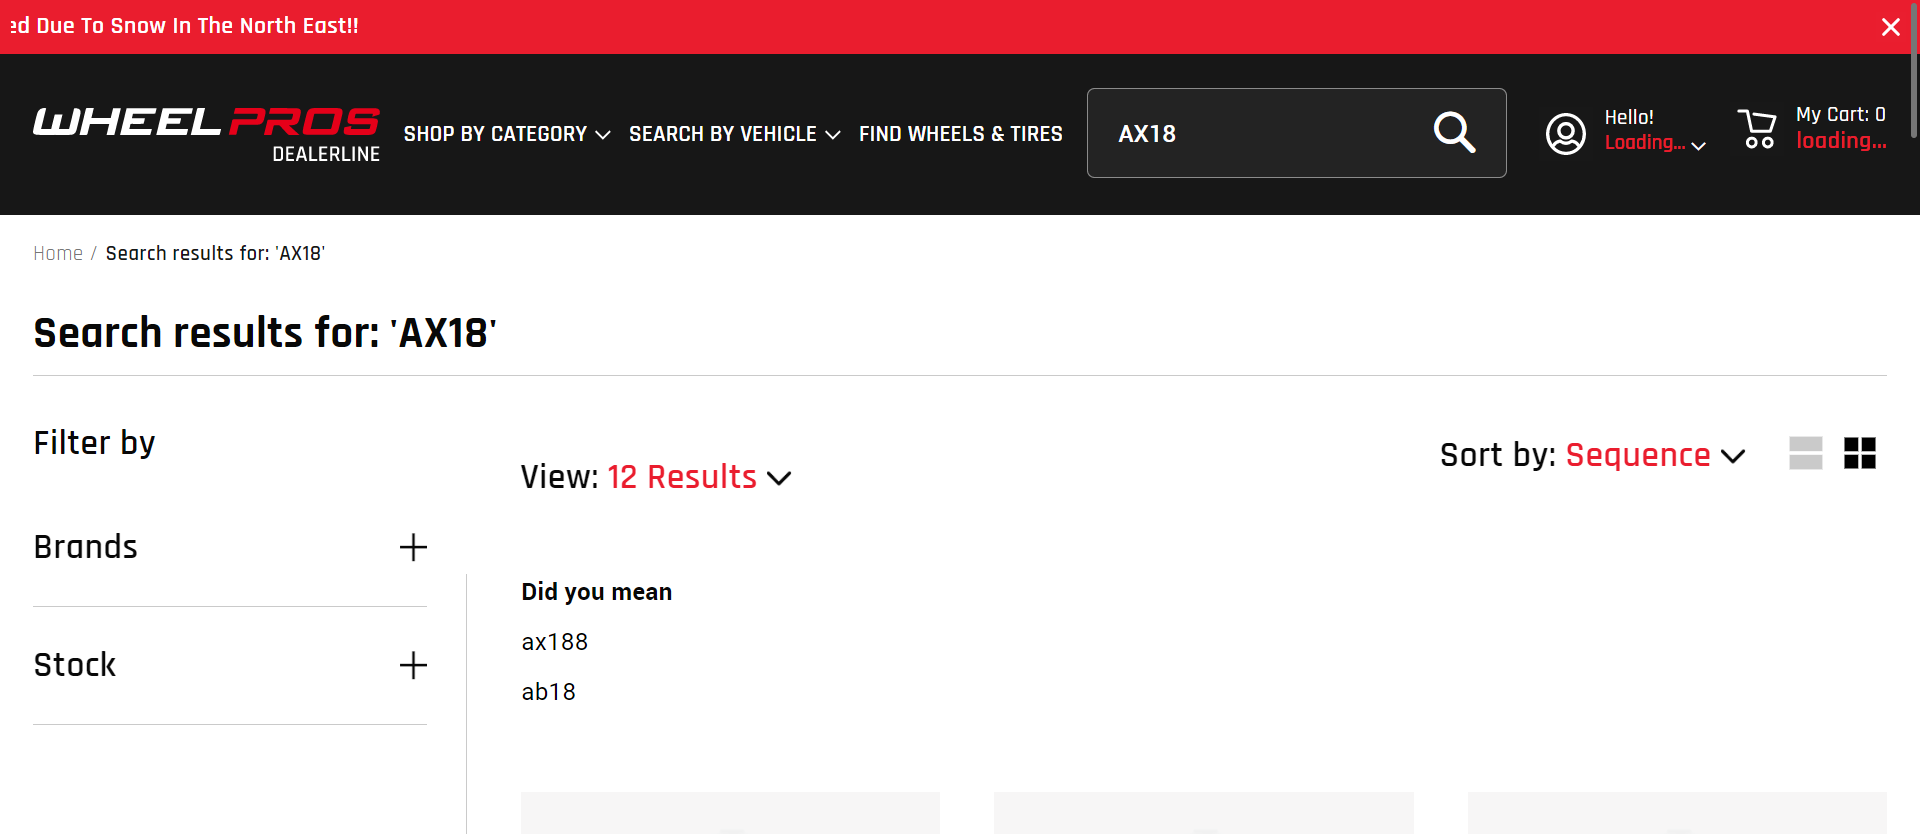 Due To Snow In The North East!!
WHEEL PROS
DEALERLINE
SHOP BY CATEGORY
SEARCH BY VEHICLE
FIND WHEELS & TIRES
AX18
Hello!
Loading...
My Cart: 0
loading...
Home / Search results for: 'AX18'
Search results for: 'AX18'
Filter by
Brands
Stock
View: 12 Results
Sort by: Sequence
Did you mean
ax188
ab18